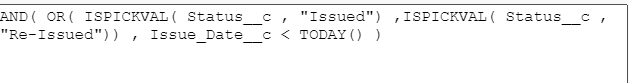 AND( OR( ISPICKVAL( Status__c , "Issued") ,ISPICKVAL( Status__c ,
"Re-Issued")) , Issue_Date__c < TODAY() )